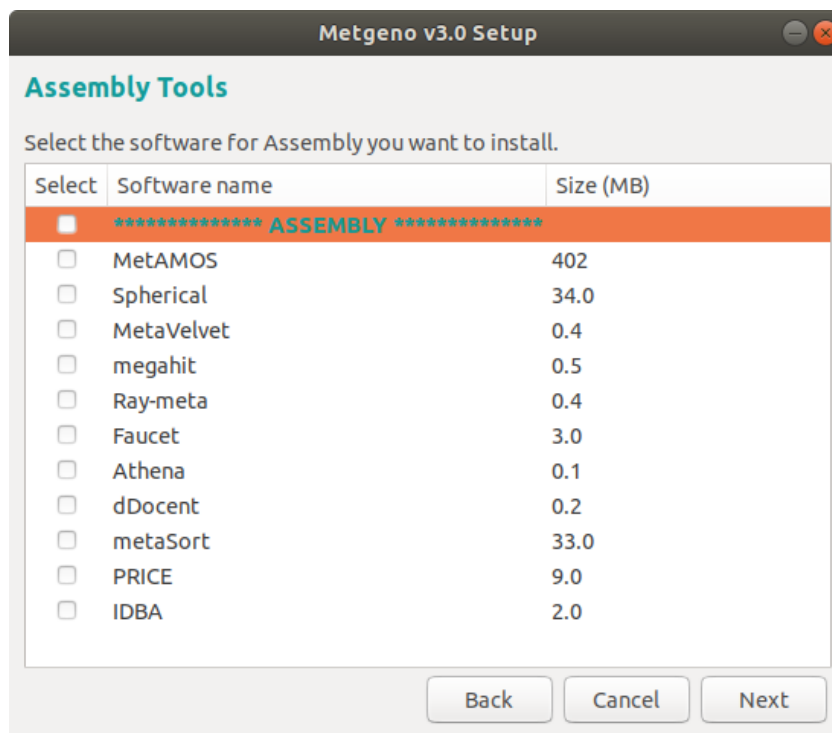 Metgeno v3.0 Setup
Assembly Tools
Select the software for Assembly you want to install.
Select Software name Size (MB)
************** ASSEMBLY **************
MetAMOS 402
Spherical 34.0
MetaVelvet 0.4
megahit 0.5
Ray-meta 0.4
Faucet 3.0
Athena 0.1
dDocent 0.2
metaSort 33.0
PRICE 9.0
IDBA 2.0
Back Cancel Next